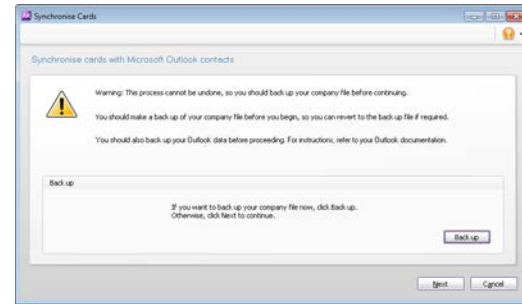 Synchronise Cards
Synchronise cards with Microsoft Outlook contacts
Warning: This process cannot be undone, so you should back up your company file before continuing.
You should make a back up of your company file before you begin, so you can revert to the back up file if required.
You should also back up your Outlook data before proceeding. For instructions, refer to your Outlook documentation.
Back up
If you want to back up your company file now, click Back up.
Otherwise, click Next to continue.
Back up
Next Cancel